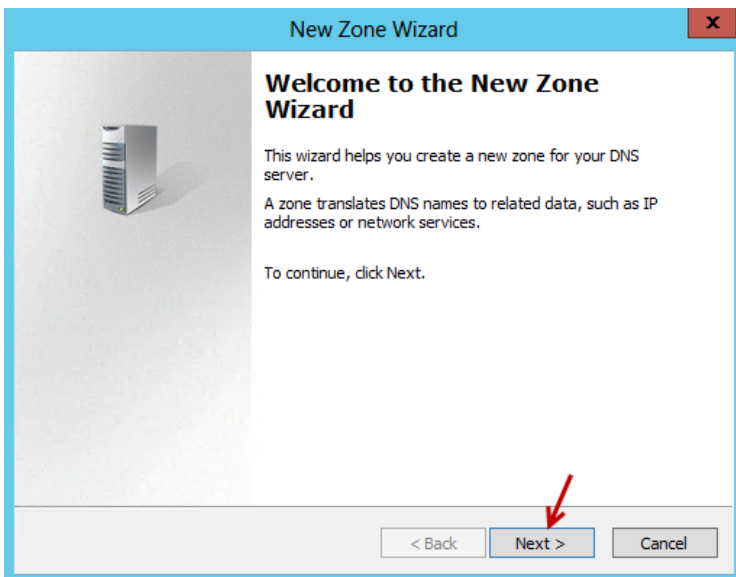 New Zone Wizard
x
Welcome to the New Zone
Wizard
This wizard helps you create a new zone for your DNS
server.
A zone translates DNS names to related data, such as IP
addresses or network services.
To continue, click Next.
< Back
Next >
Cancel